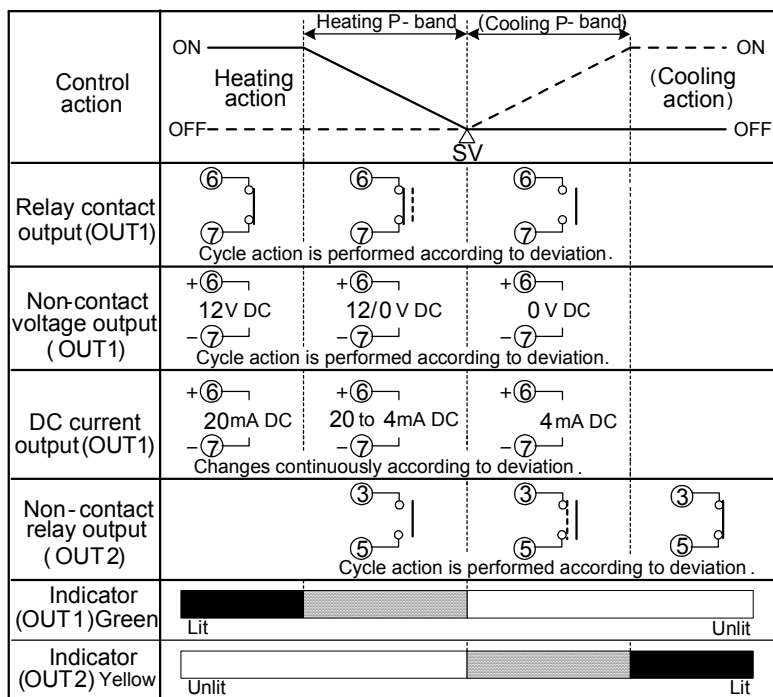 Heating P- band (Cooling P- band)
ON ON
Control action
Heating action
(Cooling action)
OFF OFF
SV
Relay contact output (OUT1)
⑥ ⑥ ⑥
⑦ ⑦ ⑦
Cycle action is performed according to deviation.
Non-contact voltage output ( OUT1)
+⑥ +⑥ +⑥
12V DC 12/0 V DC 0 V DC
−⑦ −⑦ −⑦
Cycle action is performed according to deviation.
DC current output (OUT1)
+⑥ +⑥ +⑥
20mA DC 20 to 4mA DC 4mA DC
−⑦ −⑦ −⑦
Changes continuously according to deviation .
Non-contact relay output ( OUT2)
③ ③ ③
⑤ ⑤ ⑤
Cycle action is performed according to deviation .
Indicator (OUT1)Green
Lit Unlit
Indicator (OUT2) Yellow
Unlit Lit